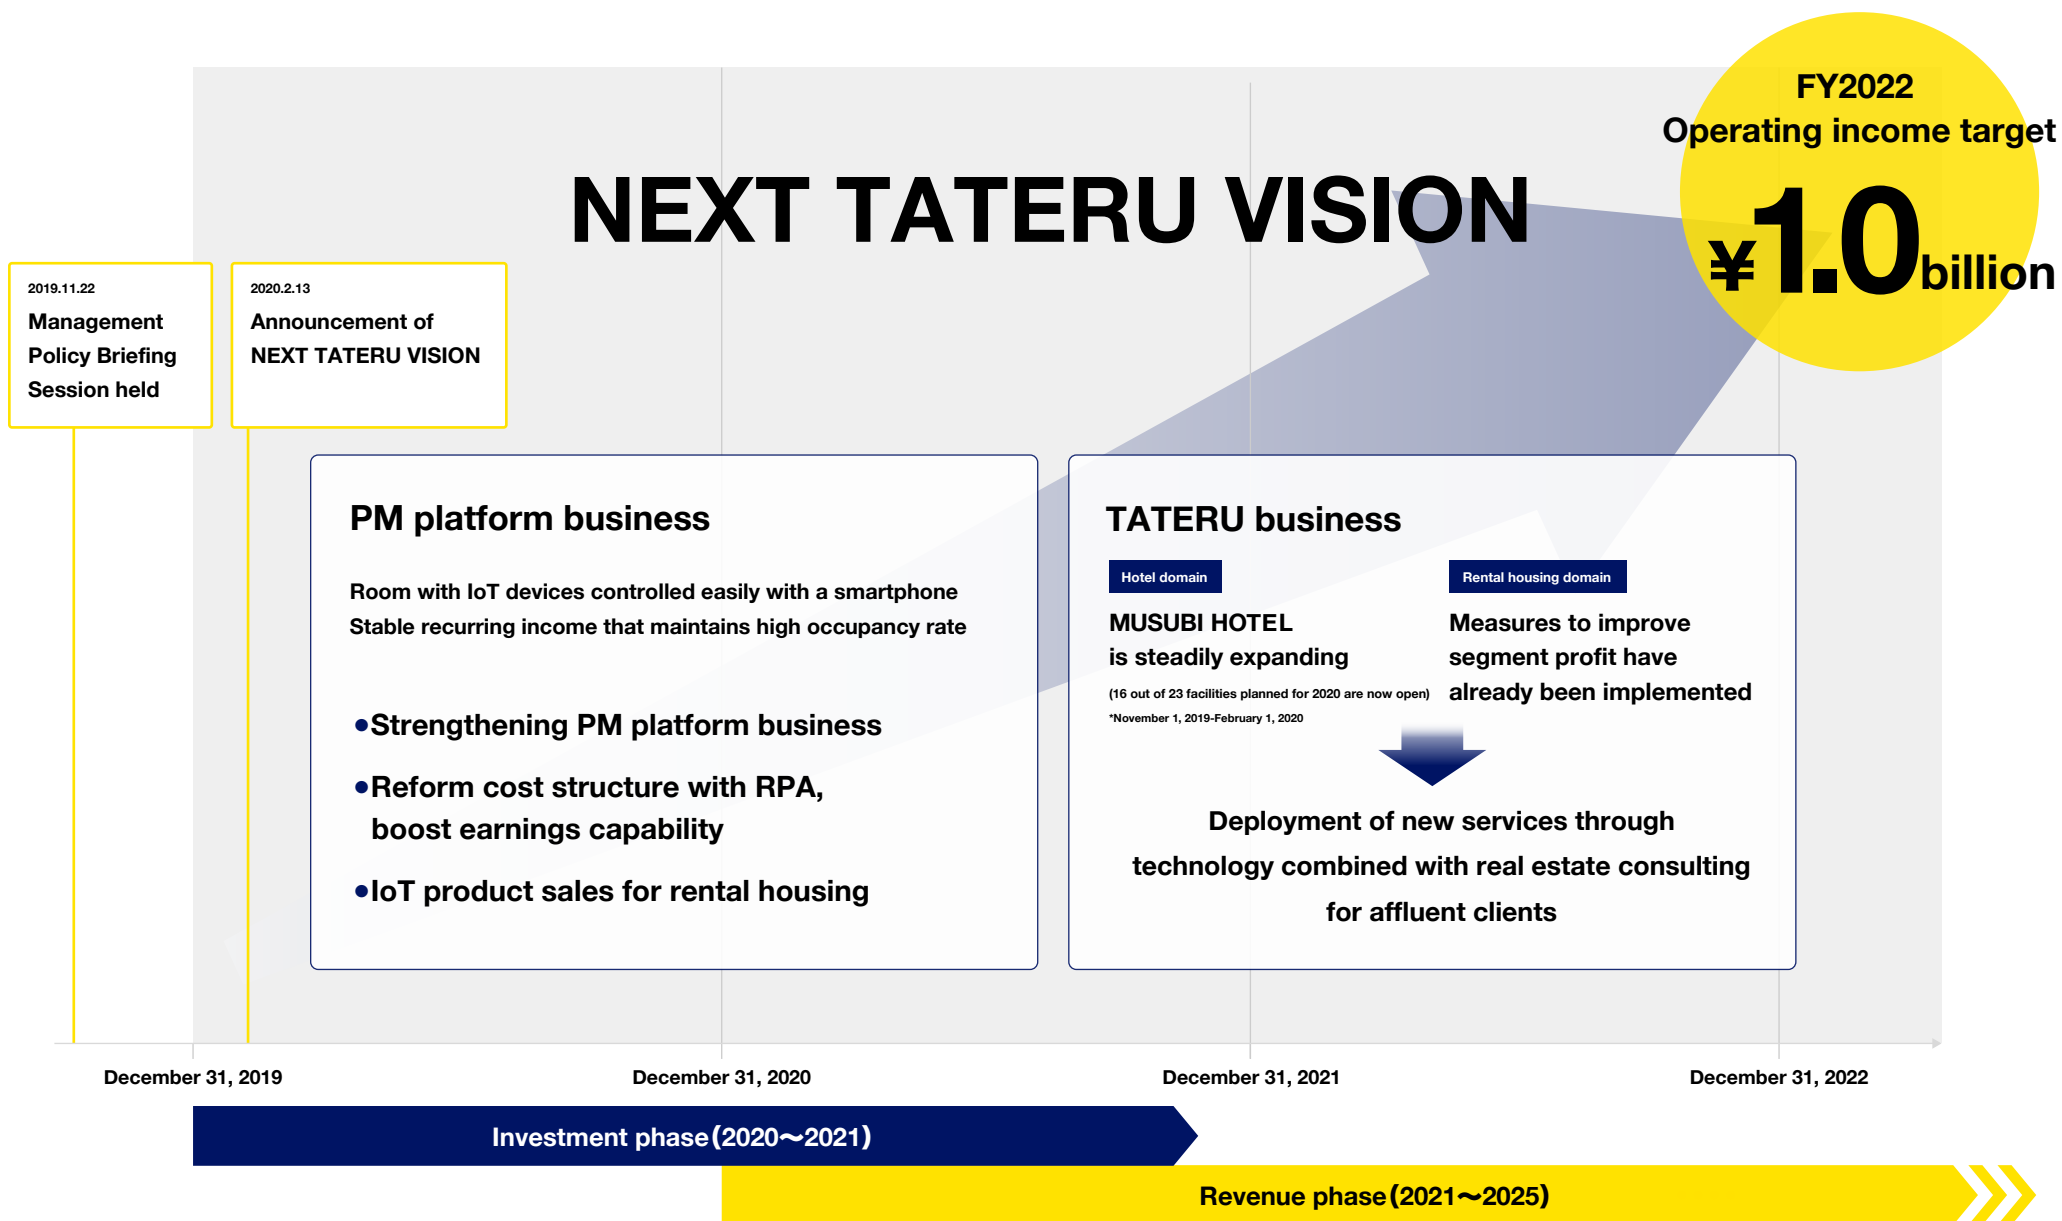 FY2022
Operating income target
¥1.0billion
NEXT TATERU VISION
2019.11.22
Management
Policy Briefing
Session held
2020.2.13
Announcement of
NEXT TATERU VISION
PM platform business
Room with IoT devices controlled easily with a smartphone
Stable recurring income that maintains high occupancy rate
●Strengthening PM platform business
●Reform cost structure with RPA,
boost earnings capability
●IoT product sales for rental housing
TATERU business
Hotel domain
MUSUBI HOTEL
is steadily expanding
(16 out of 23 facilities planned for 2020 are now open)
*November 1, 2019-February 1, 2020
Rental housing domain
Measures to improve
segment profit have
already been implemented
Deployment of new services through
technology combined with real estate consulting
for affluent clients
December 31, 2019
December 31, 2020
December 31, 2021
December 31, 2022
Investment phase(2020〜2021)
Revenue phase(2021〜2025)